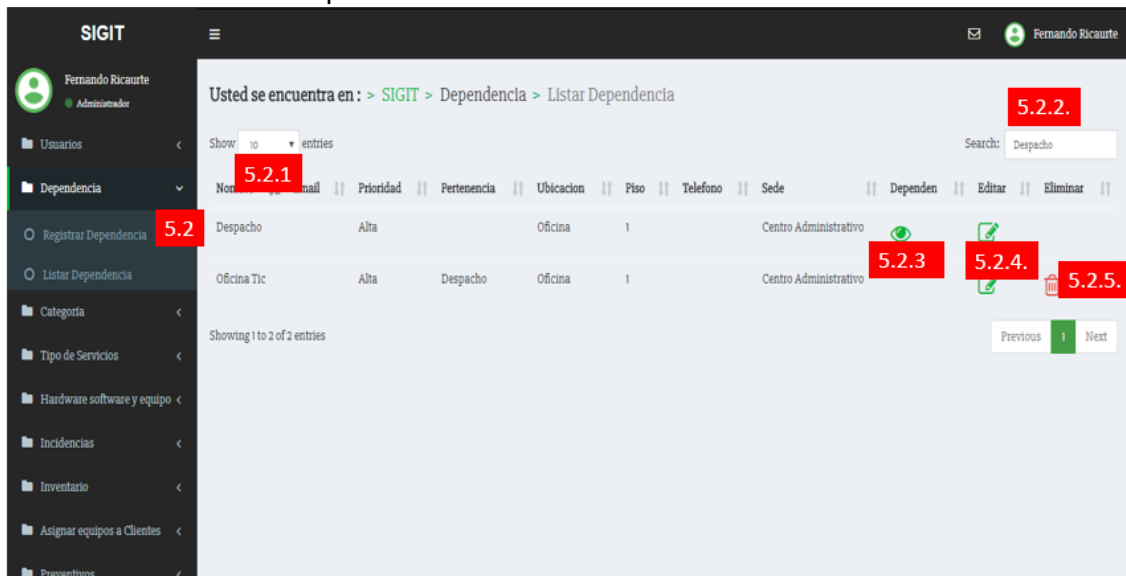 SIGIT
Fernando Ricaurte
Fernando Ricaurte
Administrador
Usted se encuentra en : > SIGIT > Dependencia > Listar Dependencia
5.2.2.
Usuarios
Show 10 entries
Search: Despacho
5.2.1
Dependencia
Prioridad Pertenencia Ubicacion Piso Telefono Sede Dependen Editar Eliminar
Registrar Dependencia
5.2
Despacho Alta Oficina 1 Centro Administrativo
5.2.3
5.2.4.
5.2.5.
Listar Dependencia
Oficina Tic Alta Despacho Oficina 1 Centro Administrativo
Categoría
Showing 1 to 2 of 2 entries
Previous 1 Next
Tipo de Servicios
Hardware software y equipo
Incidencias
Inventario
Asignar equipos a Clientes
Preventivos